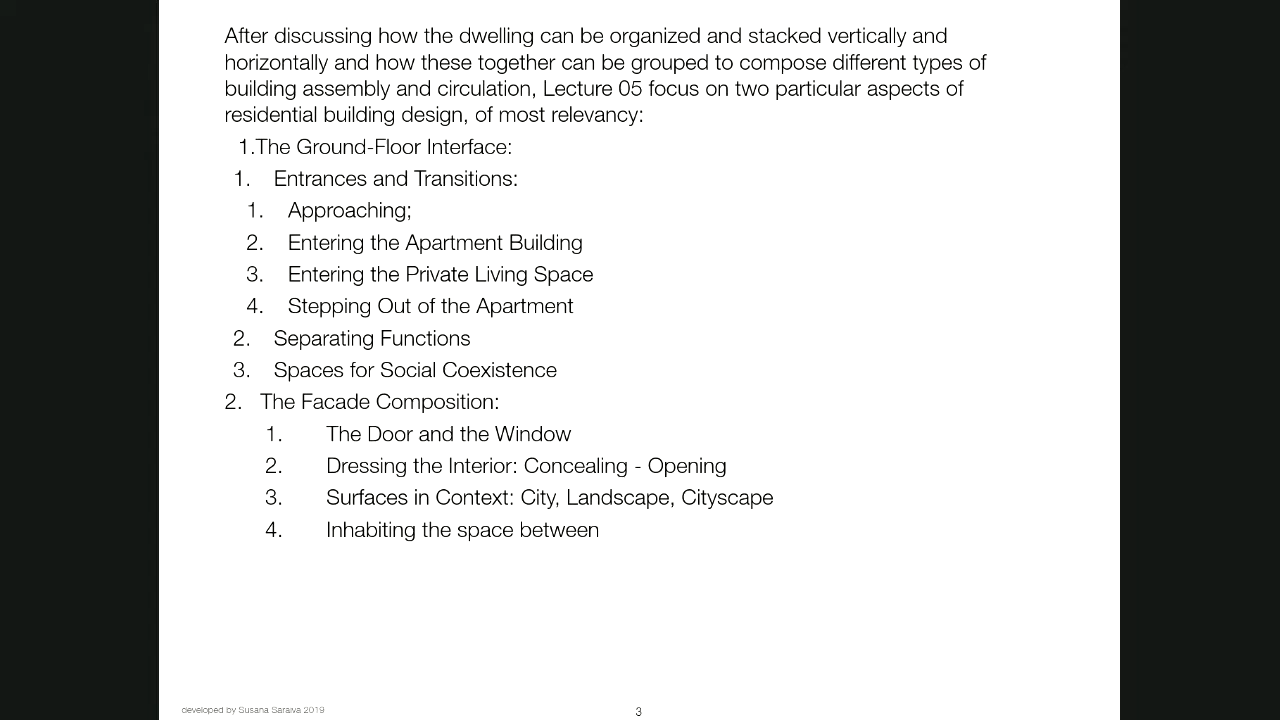 After discussing how the dwelling can be organized and stacked vertically and
horizontally and how these together can be grouped to compose different types of
building assembly and circulation, Lecture 05 focus on two particular aspects of
residential building design, of most relevancy:
1.The Ground-Floor Interface:
1. Entrances and Transitions:
1. Approaching;
2. Entering the Apartment Building
3. Entering the Private Living Space
4. Stepping Out of the Apartment
2. Separating Functions
3. Spaces for Social Coexistence
2. The Facade Composition:
1. The Door and the Window
2. Dressing the Interior: Concealing - Opening
3. Surfaces in Context: City, Landscape, Cityscape
4. Inhabiting the space between
developed by Susana Saraiva 2019
3